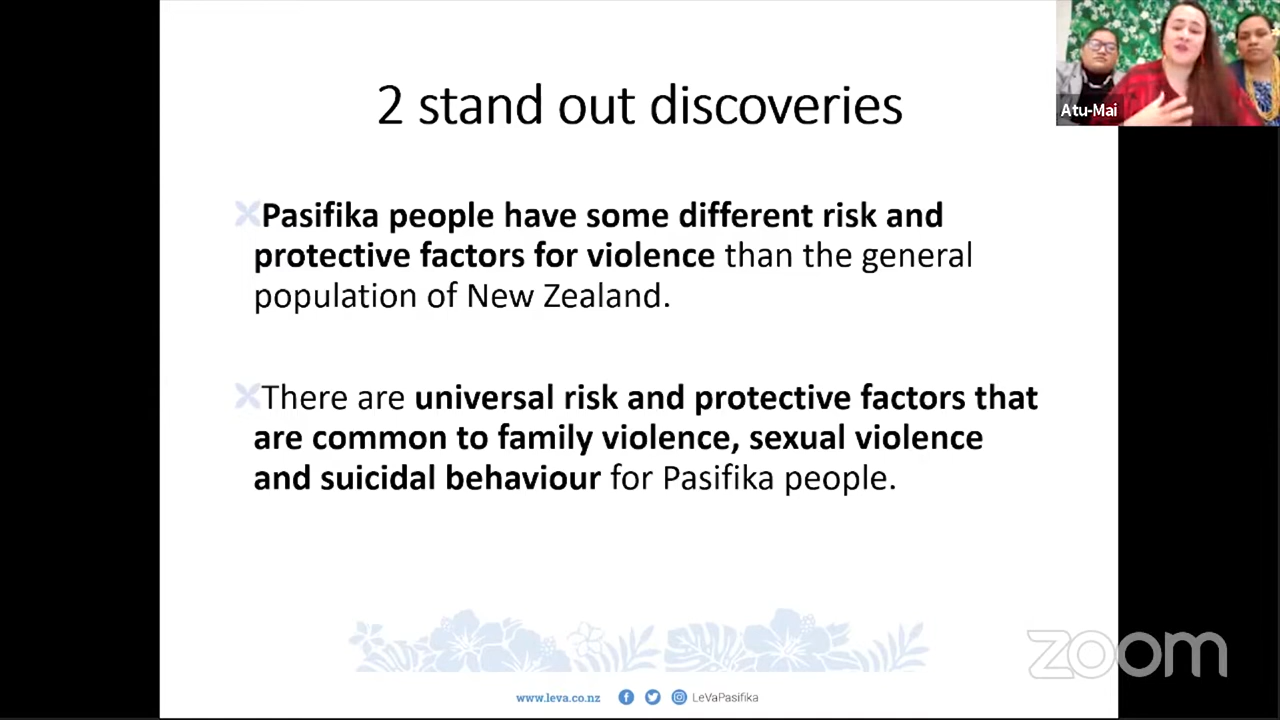 2 stand out discoveries
Atu-Mai
Pasifika people have some different risk and
protective factors for violence than the general
population of New Zealand.
There are universal risk and protective factors that
are common to family violence, sexual violence
and suicidal behaviour for Pasifika people.
zoom
www.leva.co.nz LeVaPasifika